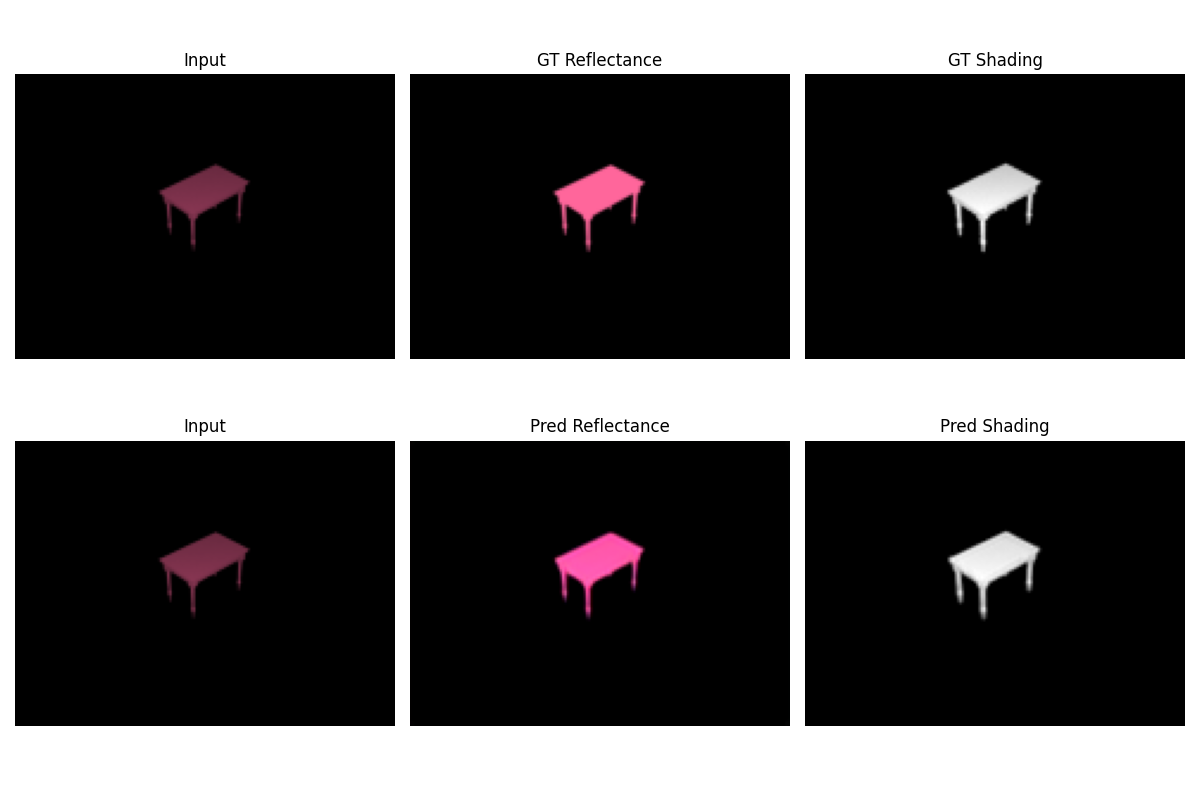 Input
GT Reflectance
GT Shading
Input
Pred Reflectance
Pred Shading